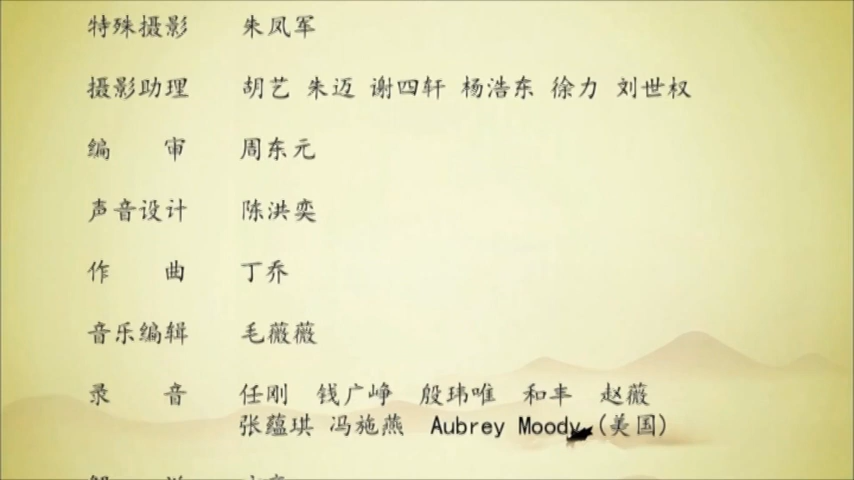 特殊摄影 朱凤军
摄影助理 胡艺 朱迈 谢四轩 杨浩东 徐力 刘世权
编 审 周东元
声音设计 陈洪奕
作 曲 丁乔
音乐编辑 毛薇薇
录 音 任刚 钱广峥 殷玮唯 和丰 赵薇
张蕴琪 冯施燕 Aubrey Moody (美国)